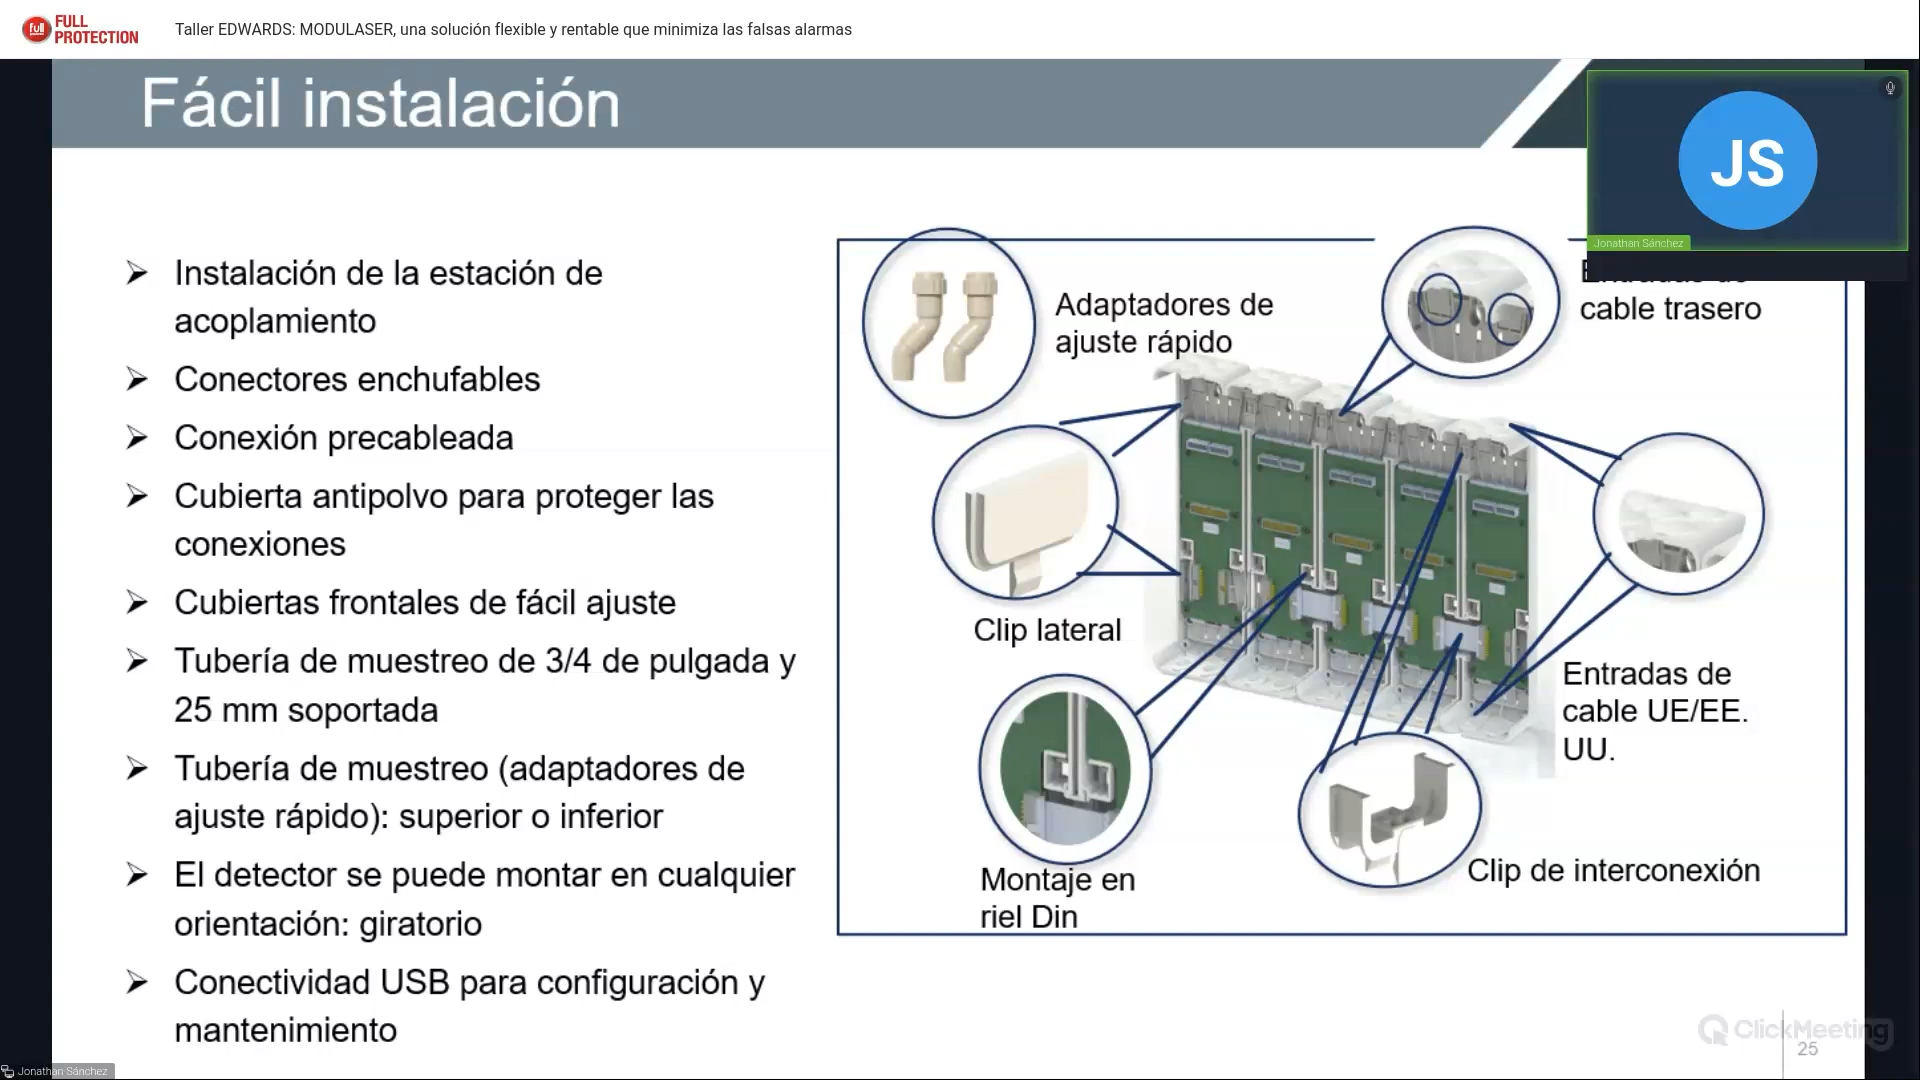 full
FULL
PROTECTION
Taller EDWARDS: MODULASER, una solución flexible y rentable que minimiza las falsas alarmas
Fácil instalación
JS
Jonathan Sánchez
Instalación de la estación de
acoplamiento
Conectores enchufables
Conexión precableada
Cubierta antipolvo para proteger las
conexiones
Cubiertas frontales de fácil ajuste
Tubería de muestreo de 3/4 de pulgada y
25 mm soportada
Tubería de muestreo (adaptadores de
ajuste rápido): superior o inferior
El detector se puede montar en cualquier
orientación: giratorio
Conectividad USB para configuración y
mantenimiento
Adaptadores de
ajuste rápido
cable trasero
Clip lateral
Entradas de
cable UE/EE.
UU.
Montaje en
riel Din
Clip de interconexión
ClickMeeting
25
Jonathan Sánchez